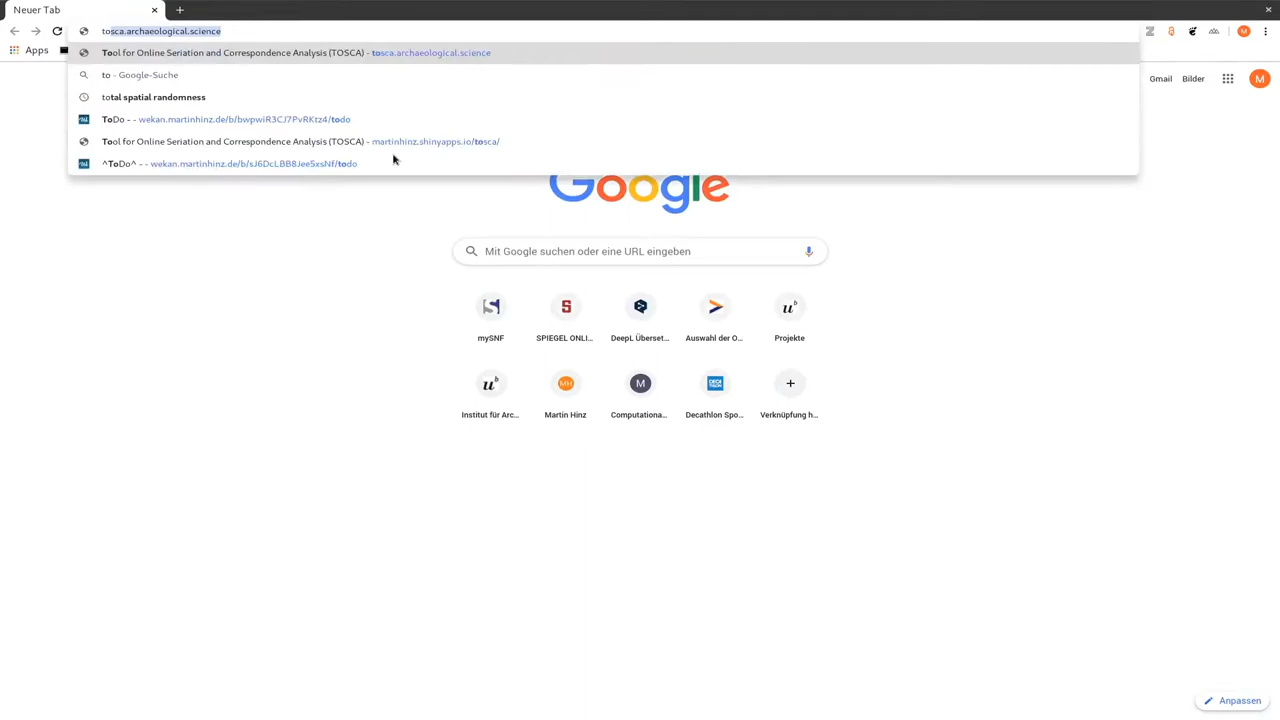 Neuer Tab
tosca.archaeological.science
Apps
Tool for Online Seriation and Correspondence Analysis (TOSCA) - tosca.archaeological.science
to - Google-Suche
total spatial randomness
ToDo - - wekan.martinhinz.de/b/bwpwiR3CJ7PvRKtz4/todo
Tool for Online Seriation and Correspondence Analysis (TOSCA) - martinhinz.shinyapps.io/tosca/
^ToDo^ - - wekan.martinhinz.de/b/sJ6DcLBB8Jee5xsNf/todo
Gmail Bilder M
Google
Mit Google suchen oder eine URL eingeben
mySNF SPIEGEL ONLI... DeepL Überset... Auswahl der O... Projekte
Institut für Arc... Martin Hinz Computationa... Decathlon Spo... Verknüpfung h...
Anpassen